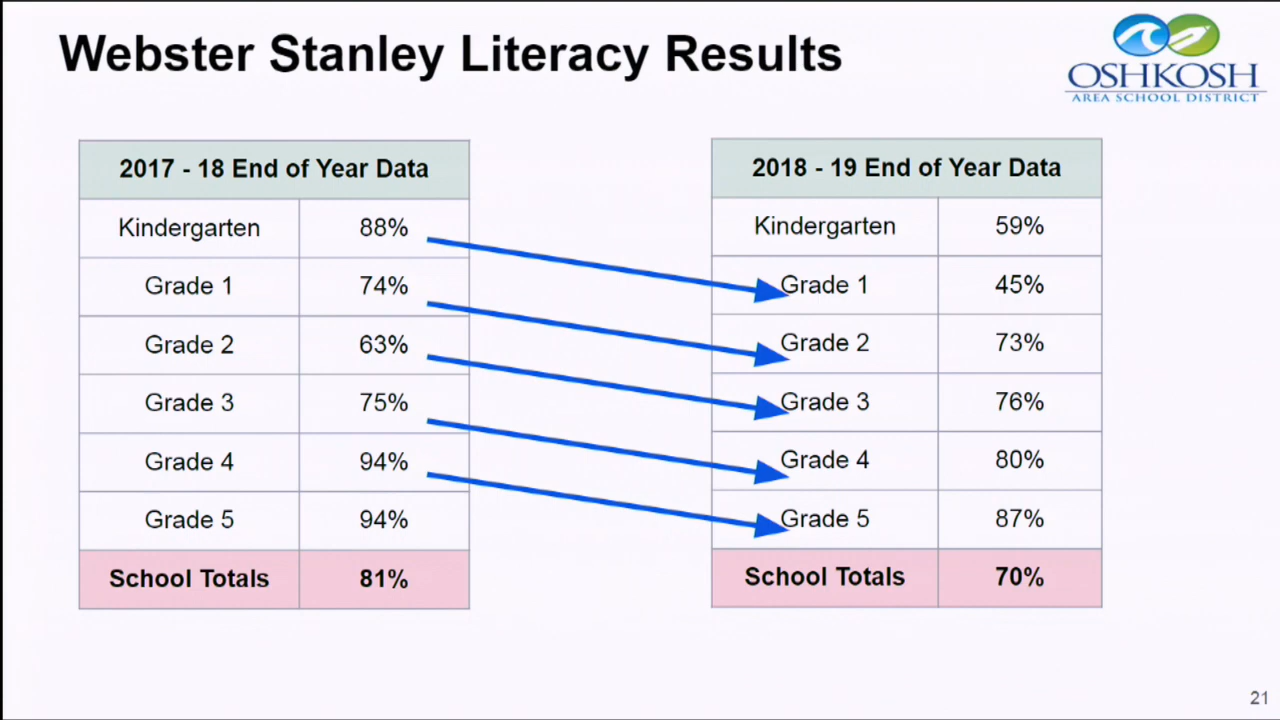 Webster Stanley Literacy Results
OSHKOSH
AREA SCHOOL DISTRICT
2017 - 18 End of Year Data
Kindergarten 88%
Grade 1 74%
Grade 2 63%
Grade 3 75%
Grade 4 94%
Grade 5 94%
School Totals 81%
2018 - 19 End of Year Data
Kindergarten 59%
Grade 1 45%
Grade 2 73%
Grade 3 76%
Grade 4 80%
Grade 5 87%
School Totals 70%
21